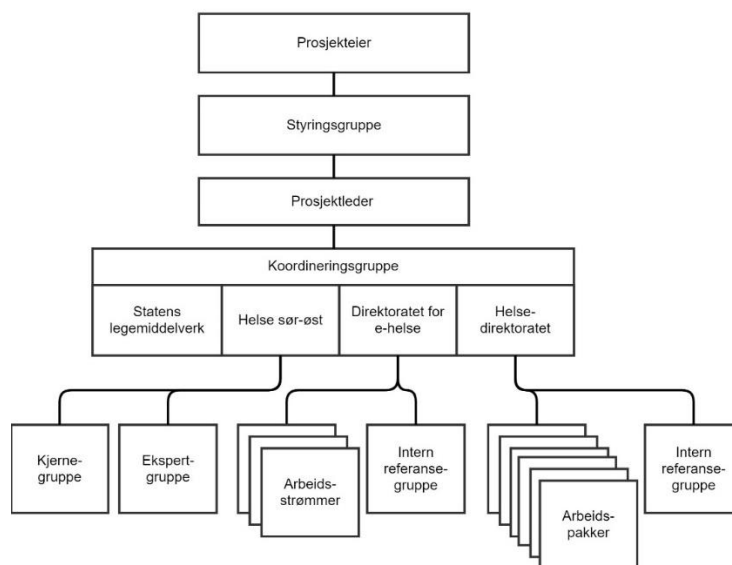 Prosjekteier
Styringsgruppe
Prosjektleder
Koordineringsgruppe
Statens
legemiddelverk
Helse sør-øst
Direktoratet for
e-helse
Helse-
direktoratet
Kjerne-
gruppe
Ekspert-
gruppe
Arbeids-
strømmer
Intern
referanse-
gruppe
Arbeids-
pakker
Intern
referanse-
gruppe